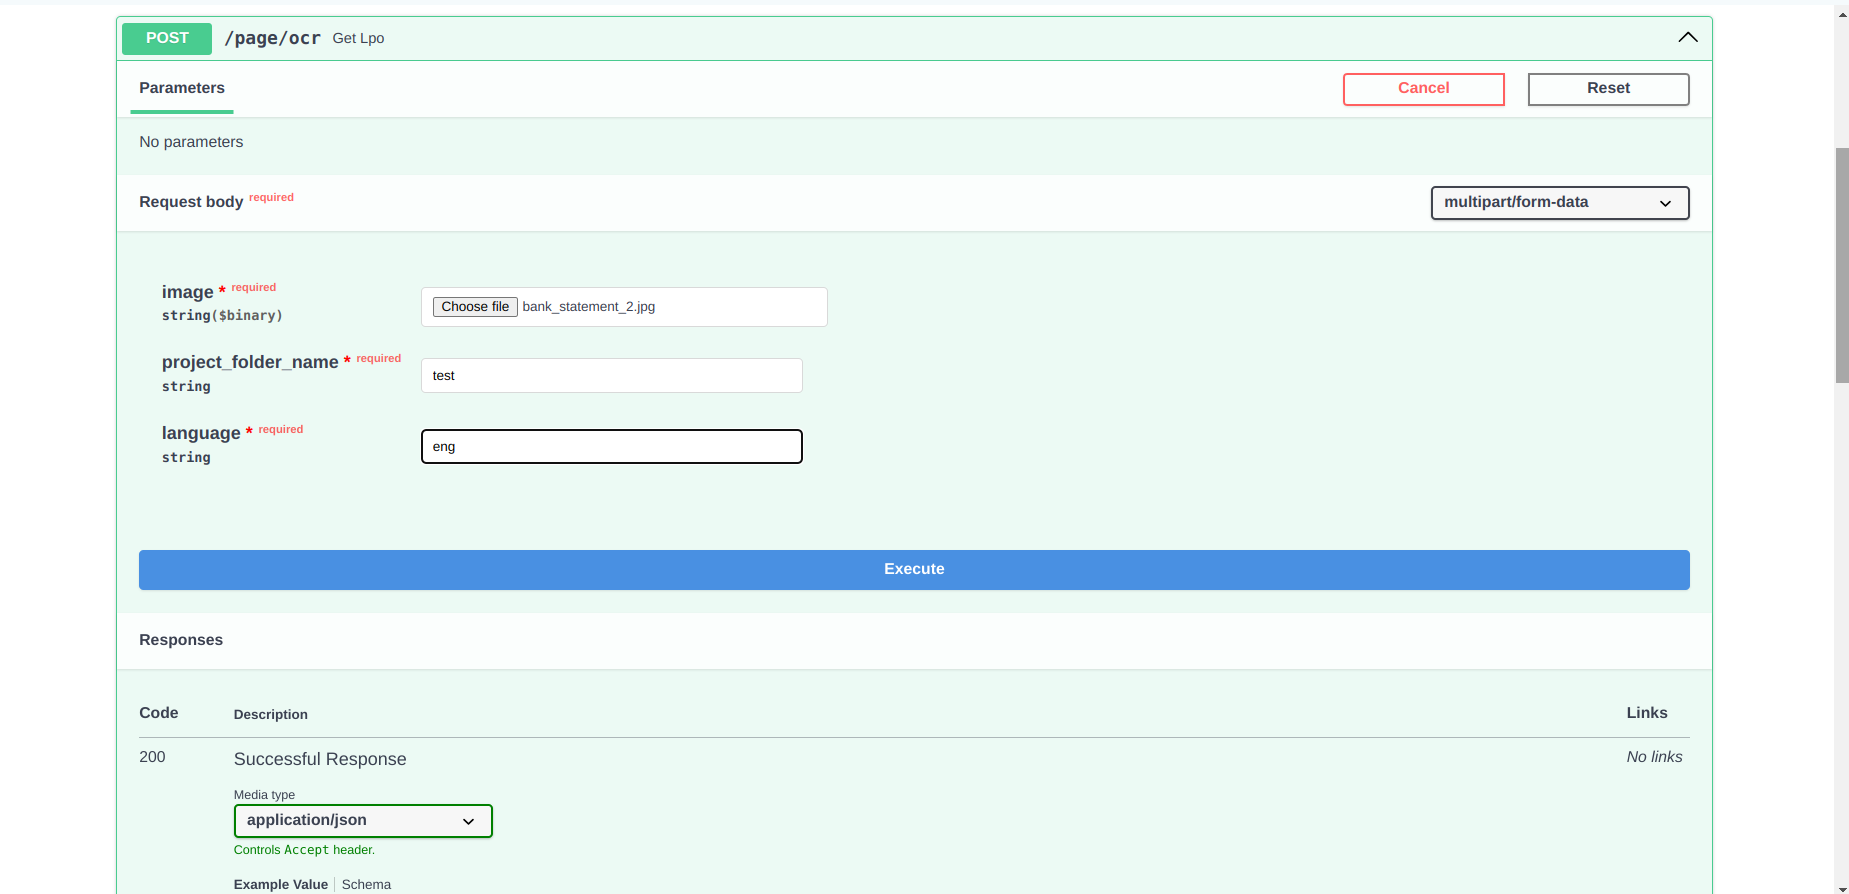 POST /page/ocr Get Lpo
Parameters
Cancel
Reset
No parameters
Request body required
multipart/form-data
image * required
string($binary)
Choose file bank_statement_2.jpg
project_folder_name * required
string
test
language * required
string
eng
Execute
Responses
Code Description Links
200 Successful Response No links
Media type
application/json
Controls Accept header.
Example Value Schema